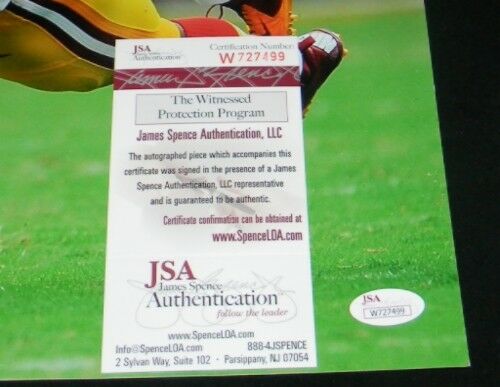 JSA
Authentication
Certification Number:
W727499
James Spence
The Witnessed
Protection Program
James Spence Authentication, LLC
The autographed piece which accompanies this
certificate was signed in the presence of a James
Spence Authentication, LLC representative
and is guaranteed to be authentic.
Certificate confirmation can be obtained at
www.SpenceLOA.com
JSA
James Spence
Authentication
follow the leader
www.SpenceLOA.com
Info@SpenceLOA.com 888-4JSPENCE
2 Sylvan Way, Suite 102 • Parsippany, NJ 07054
JSA
W727499